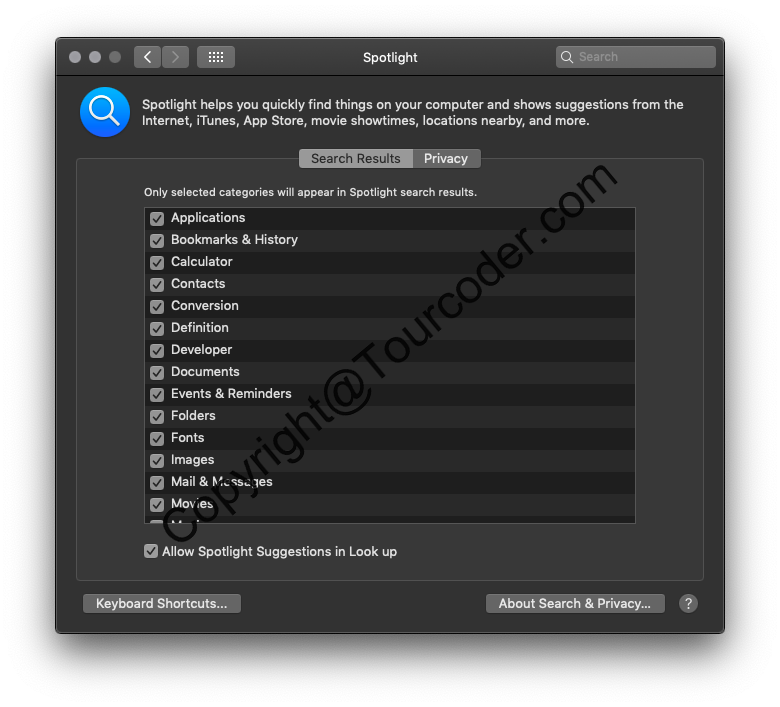 Spotlight
Search
Spotlight helps you quickly find things on your computer and shows suggestions from the
Internet, iTunes, App Store, movie showtimes, locations nearby, and more.
Search Results
Privacy
Only selected categories will appear in Spotlight search results.
Applications
Bookmarks & History
Calculator
Contacts
Conversion
Definition
Developer
Documents
Events & Reminders
Folders
Fonts
Images
Mail & Messages
Movies
Allow Spotlight Suggestions in Look up
Keyboard Shortcuts...
About Search & Privacy...
?
Copyright@Tourcoder.com